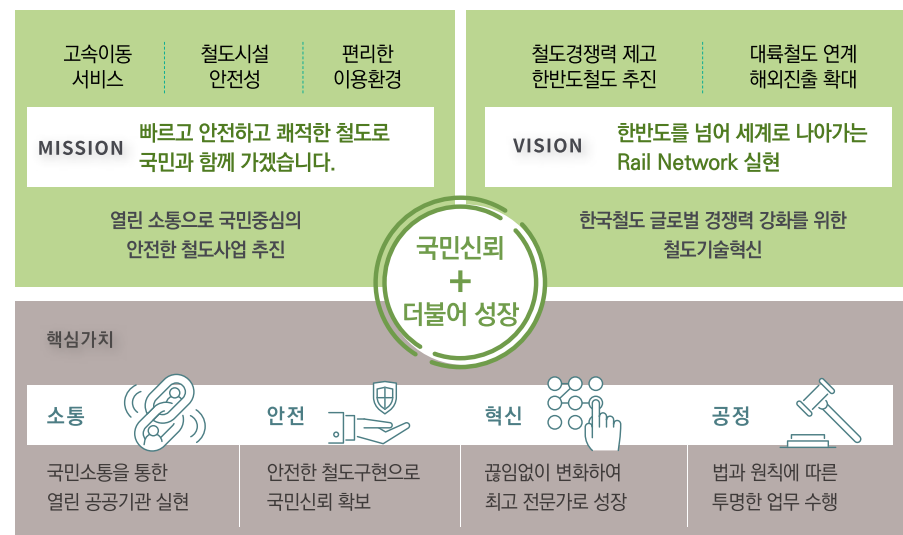 고속이동
서비스
철도시설
안전성
편리한
이용환경
MISSION
빠르고 안전하고 쾌적한 철도로
국민과 함께 가겠습니다.
열린 소통으로 국민중심의
안전한 철도사업 추진
철도경쟁력 제고
한반도철도 추진
대륙철도 연계
해외진출 확대
VISION
한반도를 넘어 세계로 나아가는
Rail Network 실현
한국철도 글로벌 경쟁력 강화를 위한
철도기술혁신
국민신뢰
+
더불어 성장
핵심가치
소통
국민소통을 통한
열린 공공기관 실현
안전
안전한 철도구현으로
국민신뢰 확보
혁신
끊임없이 변화하여
최고 전문가로 성장
공정
법과 원칙에 따른
투명한 업무 수행